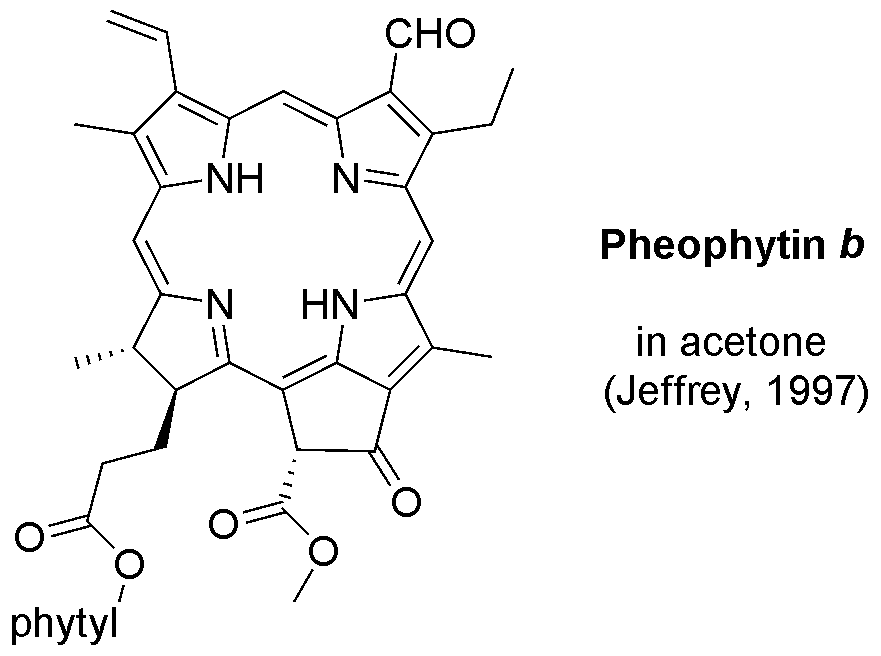 CHO
NH
N
N
HN
O
O
O
O
O
phytyl
Pheophytin b
in acetone
(Jeffrey, 1997)